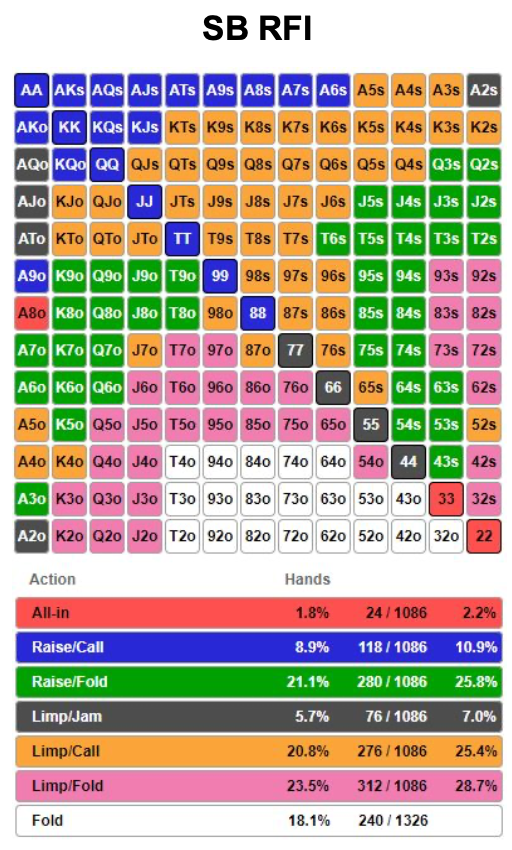 SB RFI
AA AKs AQs AJs ATs A9s A8s A7s A6s A5s A4s A3s A2s
AKo KK KQs KJs KTs K9s K8s K7s K6s K5s K4s K3s K2s
AQo KQo QQ QJs QTs Q9s Q8s Q7s Q6s Q5s Q4s Q3s Q2s
AJo KJo QJo JJ JTs J9s J8s J7s J6s J5s J4s J3s J2s
ATo KTo QTo JTo TT T9s T8s T7s T6s T5s T4s T3s T2s
A9o K9o Q9o J9o T9o 99 98s 97s 96s 95s 94s 93s 92s
A8o K8o Q8o J8o T8o 98o 88 87s 86s 85s 84s 83s 82s
A7o K7o Q7o J7o T7o 97o 87o 77 76s 75s 74s 73s 72s
A6o K6o Q6o J6o T6o 96o 86o 76o 66 65s 64s 63s 62s
A5o K5o Q5o J5o T5o 95o 85o 75o 65o 55 54s 53s 52s
A4o K4o Q4o J4o T4o 94o 84o 74o 64o 54o 44 43s 42s
A3o K3o Q3o J3o T3o 93o 83o 73o 63o 53o 43o 33 32s
A2o K2o Q2o J2o T2o 92o 82o 72o 62o 52o 42o 32o 22
Action Hands
All-in 1.8% 24 / 1086 2.2%
Raise/Call 8.9% 118 / 1086 10.9%
Raise/Fold 21.1% 280 / 1086 25.8%
Limp/Jam 5.7% 76 / 1086 7.0%
Limp/Call 20.8% 276 / 1086 25.4%
Limp/Fold 23.5% 312 / 1086 28.7%
Fold 18.1% 240 / 1326